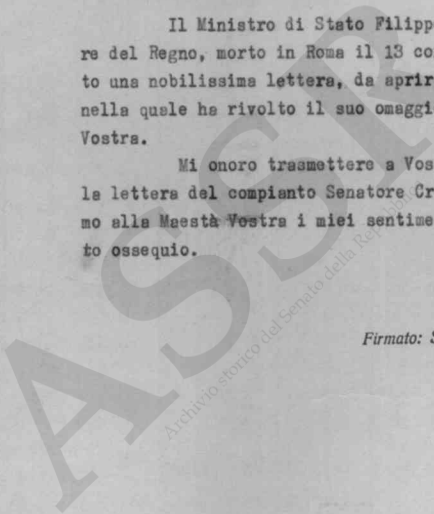 Il Ministro di Stato Filipp
re del Regno, morto in Roma il 13 co
to una nobilissima lettera, da aprir
nella quale ha rivolto il suo omaggi
Vostra.
Mi onoro trasmettere a Vos
la lettera del compianto Senatore Cr
mo alla Maestà Vostra i miei sentime
to ossequio.
Firmato: S
ASSR
Archivio storico del Senato della Repubblica